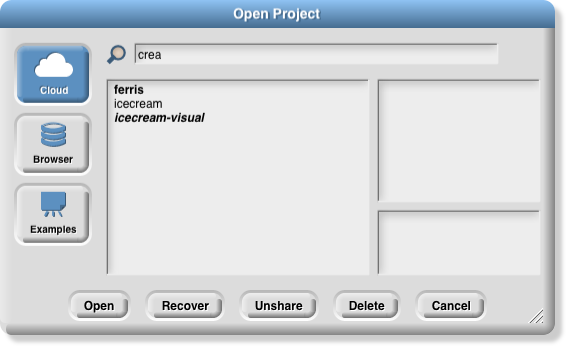 Open Project
crea
Cloud
Browser
Examples
ferris
icecream
icecream-visual
Open
Recover
Unshare
Delete
Cancel